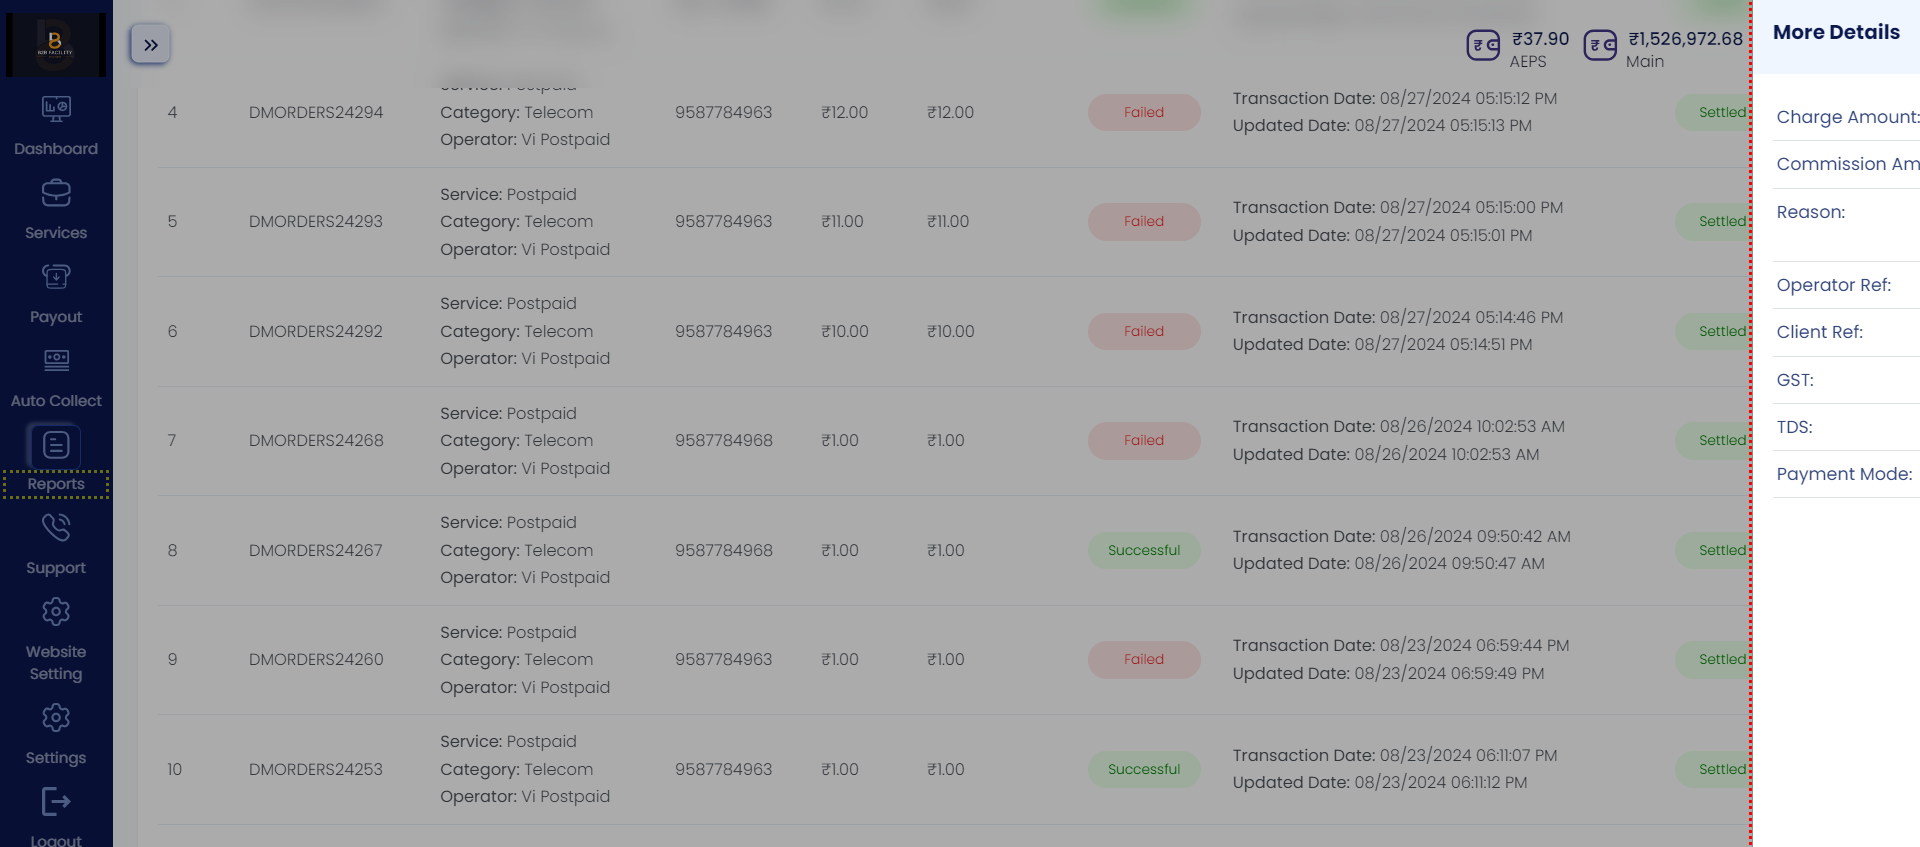 B2B FACILITY
Dashboard
Services
Payout
Auto Collect
Reports
Support
Website
Setting
Settings
Logout
₹37.90
AEPS
₹1,526,972.68
Main
4
DMORDERS24294
Service: Postpaid
Category: Telecom
Operator: Vi Postpaid
9587784963
₹12.00
₹12.00
Failed
Transaction Date: 08/27/2024 05:15:12 PM
Updated Date: 08/27/2024 05:15:13 PM
Settled
5
DMORDERS24293
Service: Postpaid
Category: Telecom
Operator: Vi Postpaid
9587784963
₹11.00
₹11.00
Failed
Transaction Date: 08/27/2024 05:15:00 PM
Updated Date: 08/27/2024 05:15:01 PM
Settled
6
DMORDERS24292
Service: Postpaid
Category: Telecom
Operator: Vi Postpaid
9587784963
₹10.00
₹10.00
Failed
Transaction Date: 08/27/2024 05:14:46 PM
Updated Date: 08/27/2024 05:14:51 PM
Settled
7
DMORDERS24268
Service: Postpaid
Category: Telecom
Operator: Vi Postpaid
9587784968
₹1.00
₹1.00
Failed
Transaction Date: 08/26/2024 10:02:53 AM
Updated Date: 08/26/2024 10:02:53 AM
Settled
8
DMORDERS24267
Service: Postpaid
Category: Telecom
Operator: Vi Postpaid
9587784968
₹1.00
₹1.00
Successful
Transaction Date: 08/26/2024 09:50:42 AM
Updated Date: 08/26/2024 09:50:47 AM
Settled
9
DMORDERS24260
Service: Postpaid
Category: Telecom
Operator: Vi Postpaid
9587784963
₹1.00
₹1.00
Failed
Transaction Date: 08/23/2024 06:59:44 PM
Updated Date: 08/23/2024 06:59:49 PM
Settled
10
DMORDERS24253
Service: Postpaid
Category: Telecom
Operator: Vi Postpaid
9587784963
₹1.00
₹1.00
Successful
Transaction Date: 08/23/2024 06:11:07 PM
Updated Date: 08/23/2024 06:11:12 PM
Settled
More Details
Charge Amount:
Commission Am
Reason:
Operator Ref:
Client Ref:
GST:
TDS:
Payment Mode: